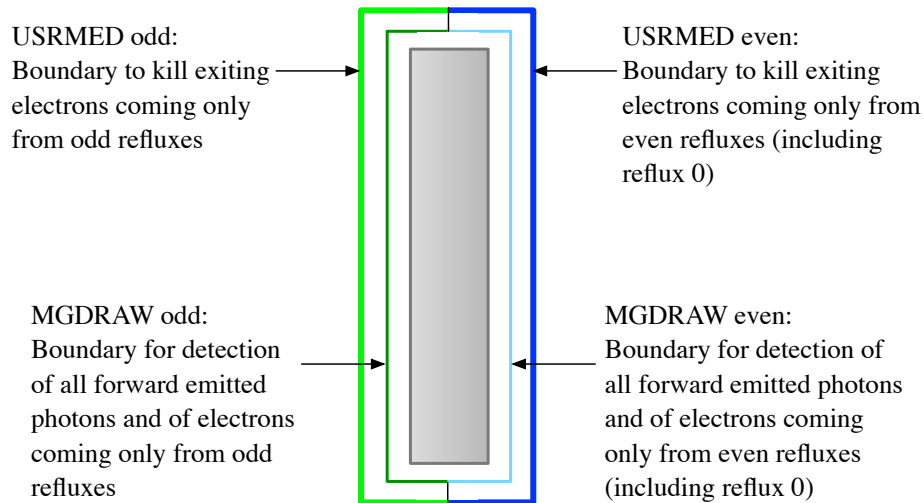 USRMED odd:
Boundary to kill exiting
electrons coming only
from odd refluxes
USRMED even:
Boundary to kill exiting
electrons coming only from
even refluxes (including
reflux 0)
MGDRAW odd:
Boundary for detection
of all forward emitted
photons and of electrons
coming only from odd
refluxes
MGDRAW even:
Boundary for detection of
all forward emitted photons
and of electrons coming
only from even refluxes
(including reflux 0)